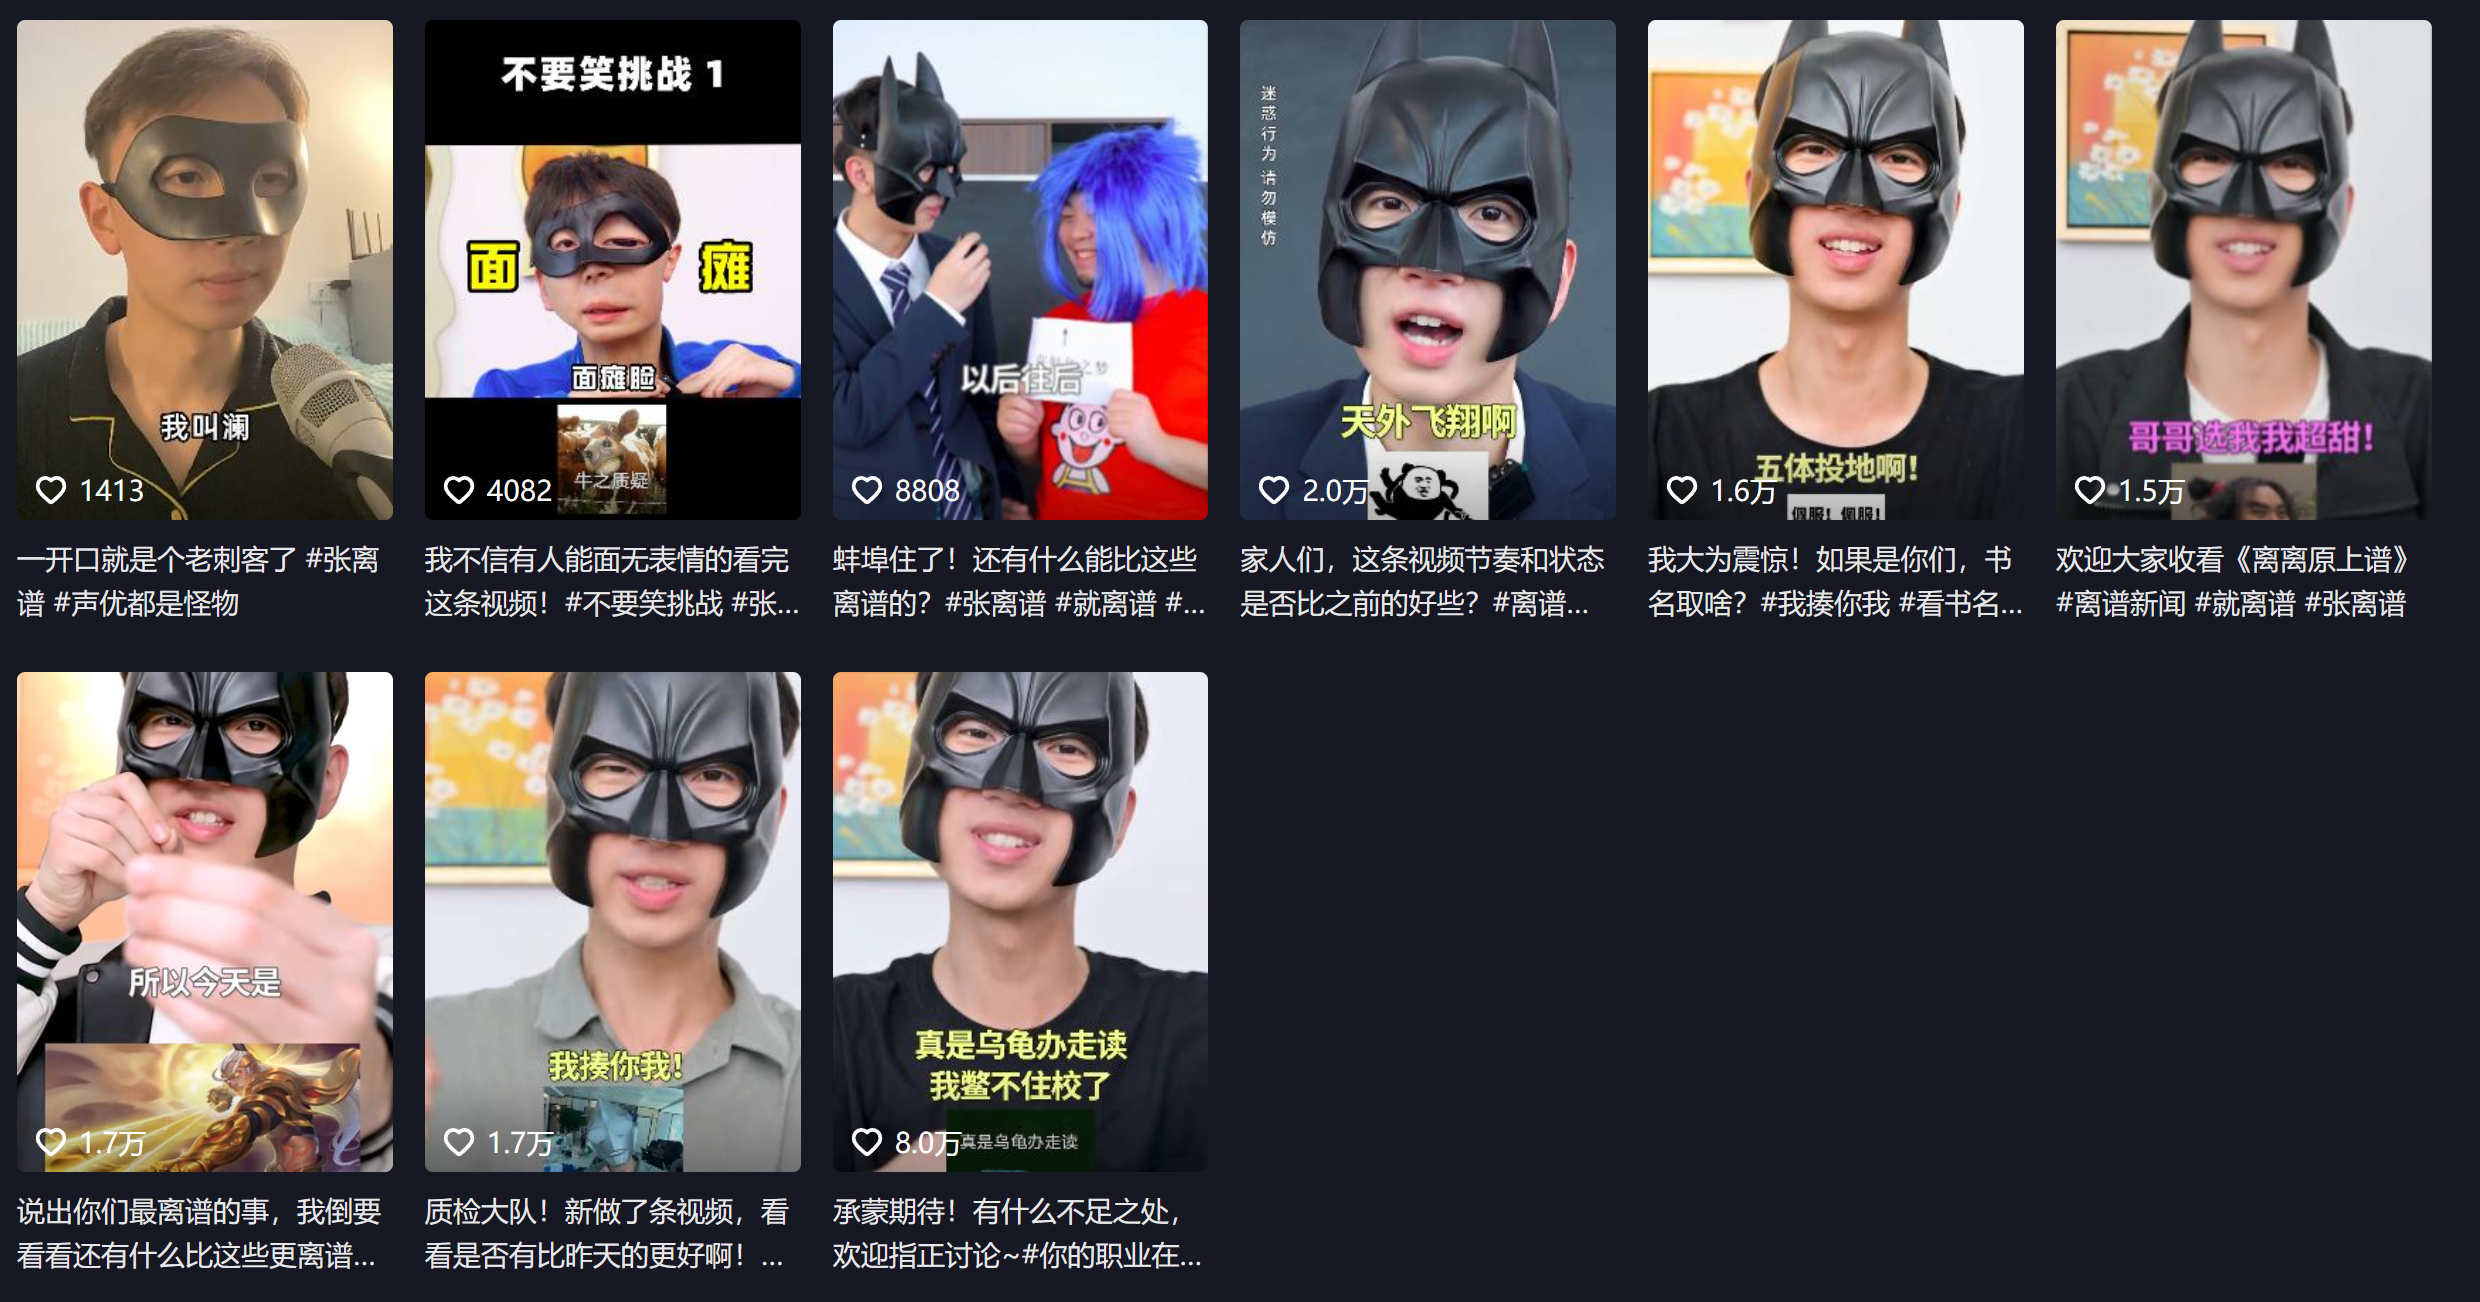 我叫澜
1413
一开口就是个老刺客了 #张离
谱 #声优都是怪物
不要笑挑战 1
面 瘫
面瘫脸
牛之质疑
4082
我不信有人能面无表情的看完
这条视频！#不要笑挑战 #张...
以后往后
8808
蚌埠住了！还有什么能比这些
离谱的？#张离谱 #就离谱 #...
迷惑行为 请勿模仿
天外飞翔啊
2.0万
家人们，这条视频节奏和状态
是否比之前的好些？#离谱...
五体投地啊！
佩服！佩服！
1.6万
我大为震惊！如果是你们，书
名取啥？#我揍你我 #看书名...
哥哥选我我超甜！
1.5万
欢迎大家收看《离离原上谱》
#离谱新闻 #就离谱 #张离谱
所以今天是
1.7万
说出你们最离谱的事，我倒要
看看还有什么比这些更离谱...
我揍你我！
1.7万
质检大队！新做了条视频，看
看是否有比昨天的更好啊！...
真是乌龟办走读
我鳖不住校了
真是乌龟办走读
8.0万
承蒙期待！有什么不足之处，
欢迎指正讨论~#你的职业在...